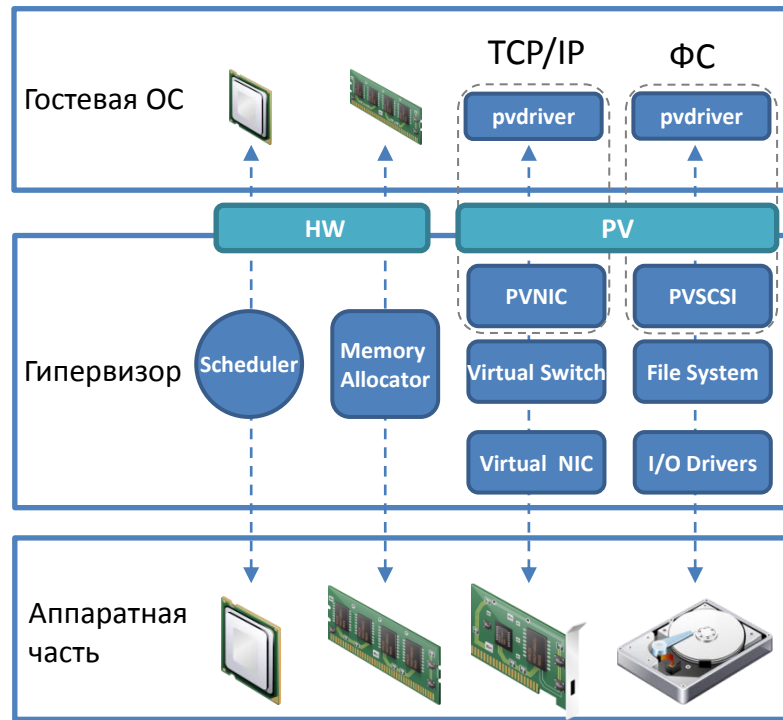 TCP/IP
ФС
Гостевая ОС
pvdriver
pvdriver
HW
PV
PVNIC
PVSCSI
Гипервизор
Scheduler
Memory
Allocator
Virtual Switch
File System
Virtual NIC
I/O Drivers
Аппаратная
часть